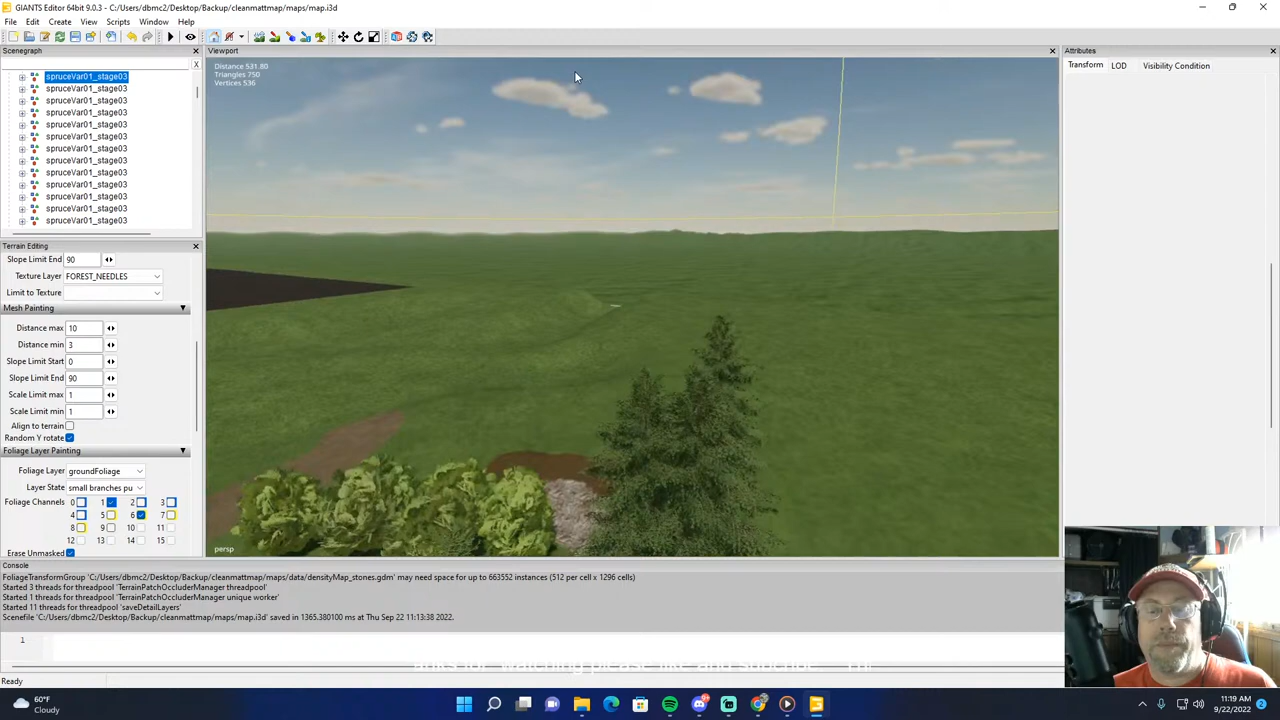 GIANTS Editor 64bit 9.0.3 - C:/Users/dbmc2/Desktop/Backup/cleanmattmap/maps/map.i3d
File Edit Create View Scripts Window Help
Scenegraph
X
spruceVar01_stage03
spruceVar01_stage03
spruceVar01_stage03
spruceVar01_stage03
spruceVar01_stage03
spruceVar01_stage03
spruceVar01_stage03
spruceVar01_stage03
spruceVar01_stage03
spruceVar01_stage03
spruceVar01_stage03
spruceVar01_stage03
spruceVar01_stage03
Terrain Editing
Slope Limit End 90
Texture Layer FOREST_NEEDLES
Limit to Texture
Mesh Painting
Distance max 10
Distance min 3
Slope Limit Start 0
Slope Limit End 90
Scale Limit max 1
Scale Limit min 1
Align to terrain
Random Y rotate
Foliage Layer Painting
Foliage Layer groundFoliage
Layer State small branches pu
Foliage Channels 0 1 2 3
4 5 6 7
8 9 10 11
12 13 14 15
Erase Unmasked
Viewport
Distance 531.80
Triangles 750
Vertices 536
persp
Attributes
Transform LOD Visibility Condition
Console
FoliageTransformGroup 'C:/Users/dbmc2/Desktop/Backup/cleanmattmap/maps/data/densityMap_stones.gdm' may need space for up to 663552 instances (512 per cell x 1296 cells)
Started 3 threads for threadpool 'TerrainPatchOccluderManager threadpool'
Started 1 threads for threadpool 'TerrainPatchOccluderManager unique worker'
Started 11 threads for threadpool 'saveDetailLayers'
Scenefile 'C:/Users/dbmc2/Desktop/Backup/cleanmattmap/maps/map.i3d' saved in 1365.380100 ms at Thu Sep 22 11:13:38 2022.
1
Ready
60°F
Cloudy
11:19 AM
9/22/2022